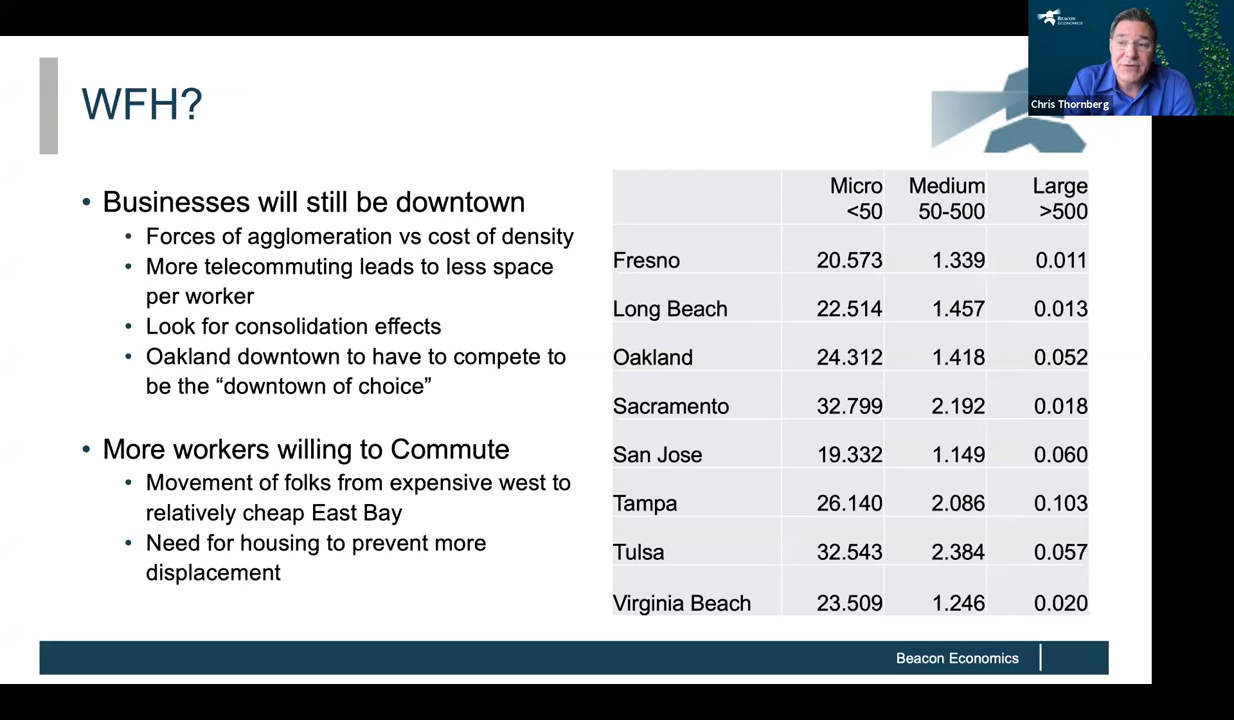 BEACON
ECONOMICS
Chris Thornberg
WFH?
• Businesses will still be downtown
• Forces of agglomeration vs cost of density
• More telecommuting leads to less space
per worker
• Look for consolidation effects
• Oakland downtown to have to compete to
be the “downtown of choice”
• More workers willing to Commute
• Movement of folks from expensive west to
relatively cheap East Bay
• Need for housing to prevent more
displacement
Micro Medium Large
<50 50-500 >500
Fresno 20.573 1.339 0.011
Long Beach 22.514 1.457 0.013
Oakland 24.312 1.418 0.052
Sacramento 32.799 2.192 0.018
San Jose 19.332 1.149 0.060
Tampa 26.140 2.086 0.103
Tulsa 32.543 2.384 0.057
Virginia Beach 23.509 1.246 0.020
Beacon Economics